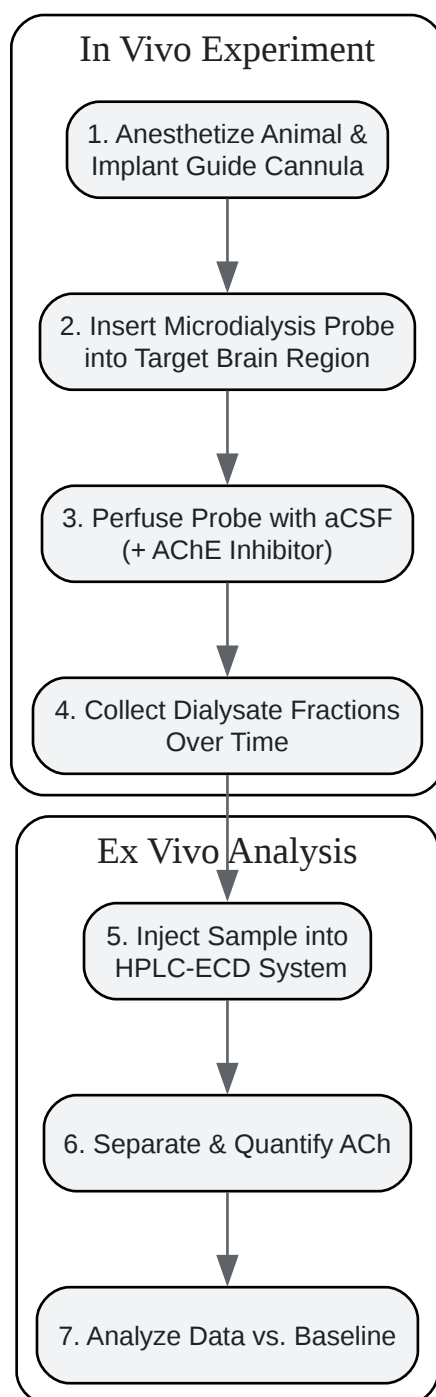 In Vivo Experiment
1. Anesthetize Animal &
Implant Guide Cannula
2. Insert Microdialysis Probe
into Target Brain Region
3. Perfuse Probe with aCSF
(+ AChE Inhibitor)
4. Collect Dialysate Fractions
Over Time
Ex Vivo Analysis
5. Inject Sample into
HPLC-ECD System
6. Separate & Quantify ACh
7. Analyze Data vs. Baseline